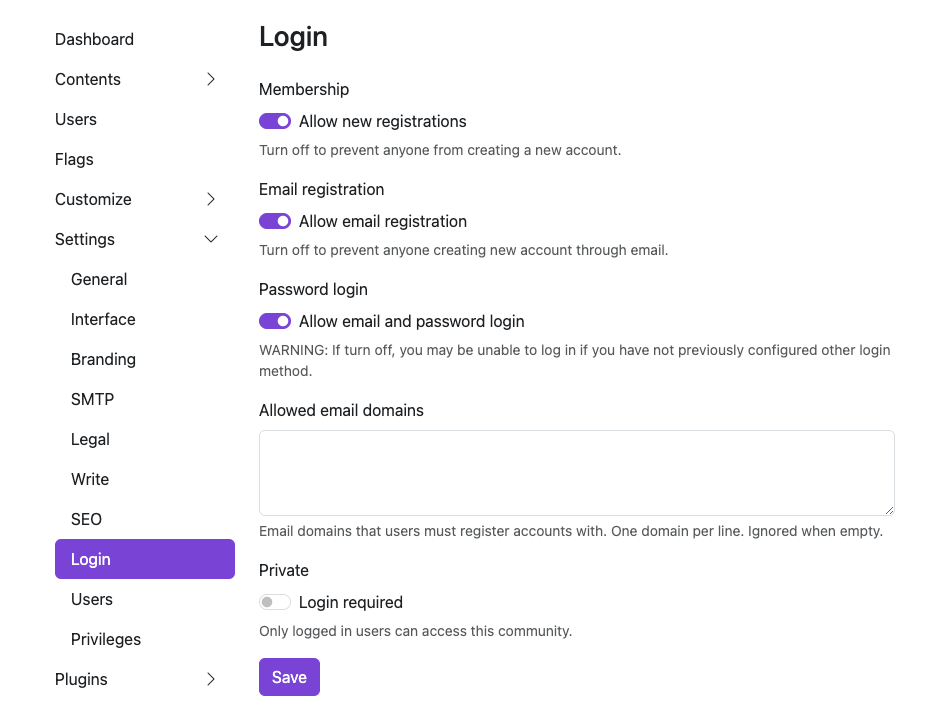 Dashboard
Contents
Users
Flags
Customize
Settings
General
Interface
Branding
SMTP
Legal
Write
SEO
Login
Users
Privileges
Plugins
Login
Membership
Allow new registrations
Turn off to prevent anyone from creating a new account.
Email registration
Allow email registration
Turn off to prevent anyone creating new account through email.
Password login
Allow email and password login
WARNING: If turn off, you may be unable to log in if you have not previously configured other login
method.
Allowed email domains
Email domains that users must register accounts with. One domain per line. Ignored when empty.
Private
Login required
Only logged in users can access this community.
Save